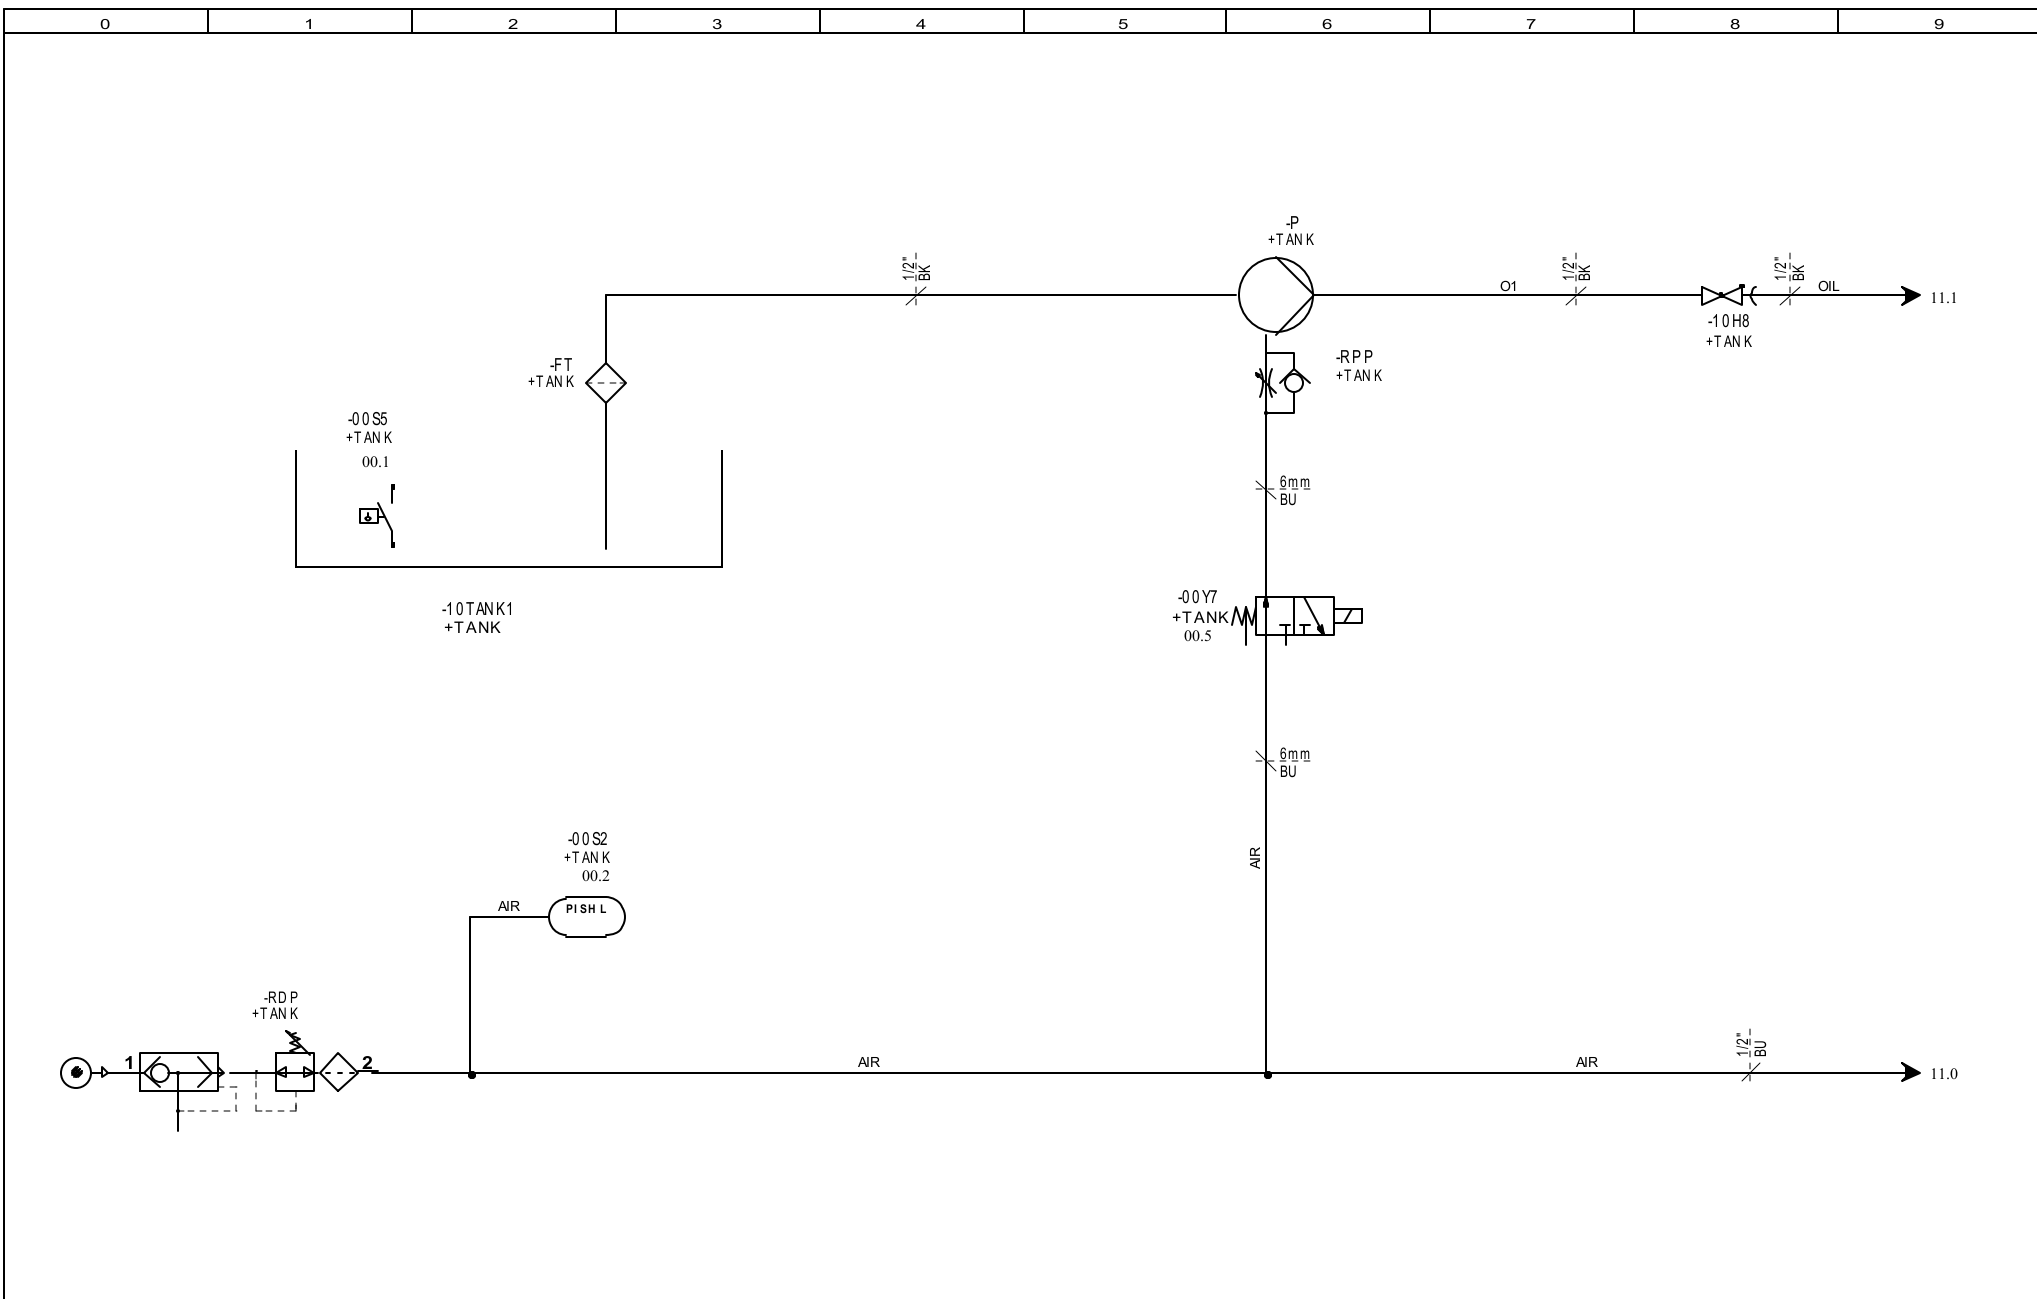 0 1 2 3 4 5 6 7 8 9
-P
+TANK
1/2"
BK
O1
1/2"
BK
1/2"
BK
OIL
11.1
-10H8
+TANK
-FT
+TANK
-RPP
+TANK
-00S5
+TANK
00.1
6mm
BU
-10TANK1
+TANK
-00Y7
+TANK
00.5
6mm
BU
AIR
-00S2
+TANK
00.2
AIR
PISHL
-RDP
+TANK
1
2
AIR
AIR
1/2"
BU
11.0